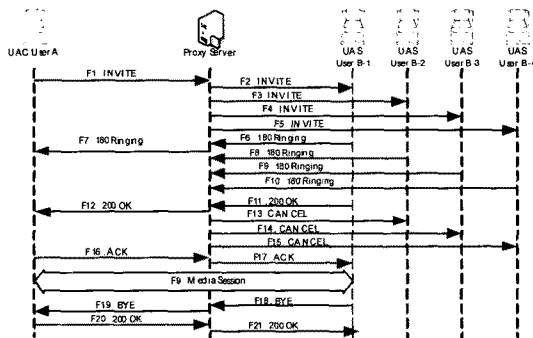 UAC User A
Proxy Server
UAS
User B-1
UAS
User B-2
UAS
User B-3
UAS
F1 INVITE
F2 INVITE
F3 INVITE
F4 INVITE
F5 INVITE
F6 180 Ringing
F7 180 Ringing
F8 180 Ringing
F9 180 Ringing
F10 180 Ringing
F11 200 OK
F12 200 OK
F13 CANCEL
F14 CANCEL
F15 CANCEL
F16 ACK
F17 ACK
F9 Media Session
F18 BYE
F19 BYE
F20 200 OK
F21 200 OK